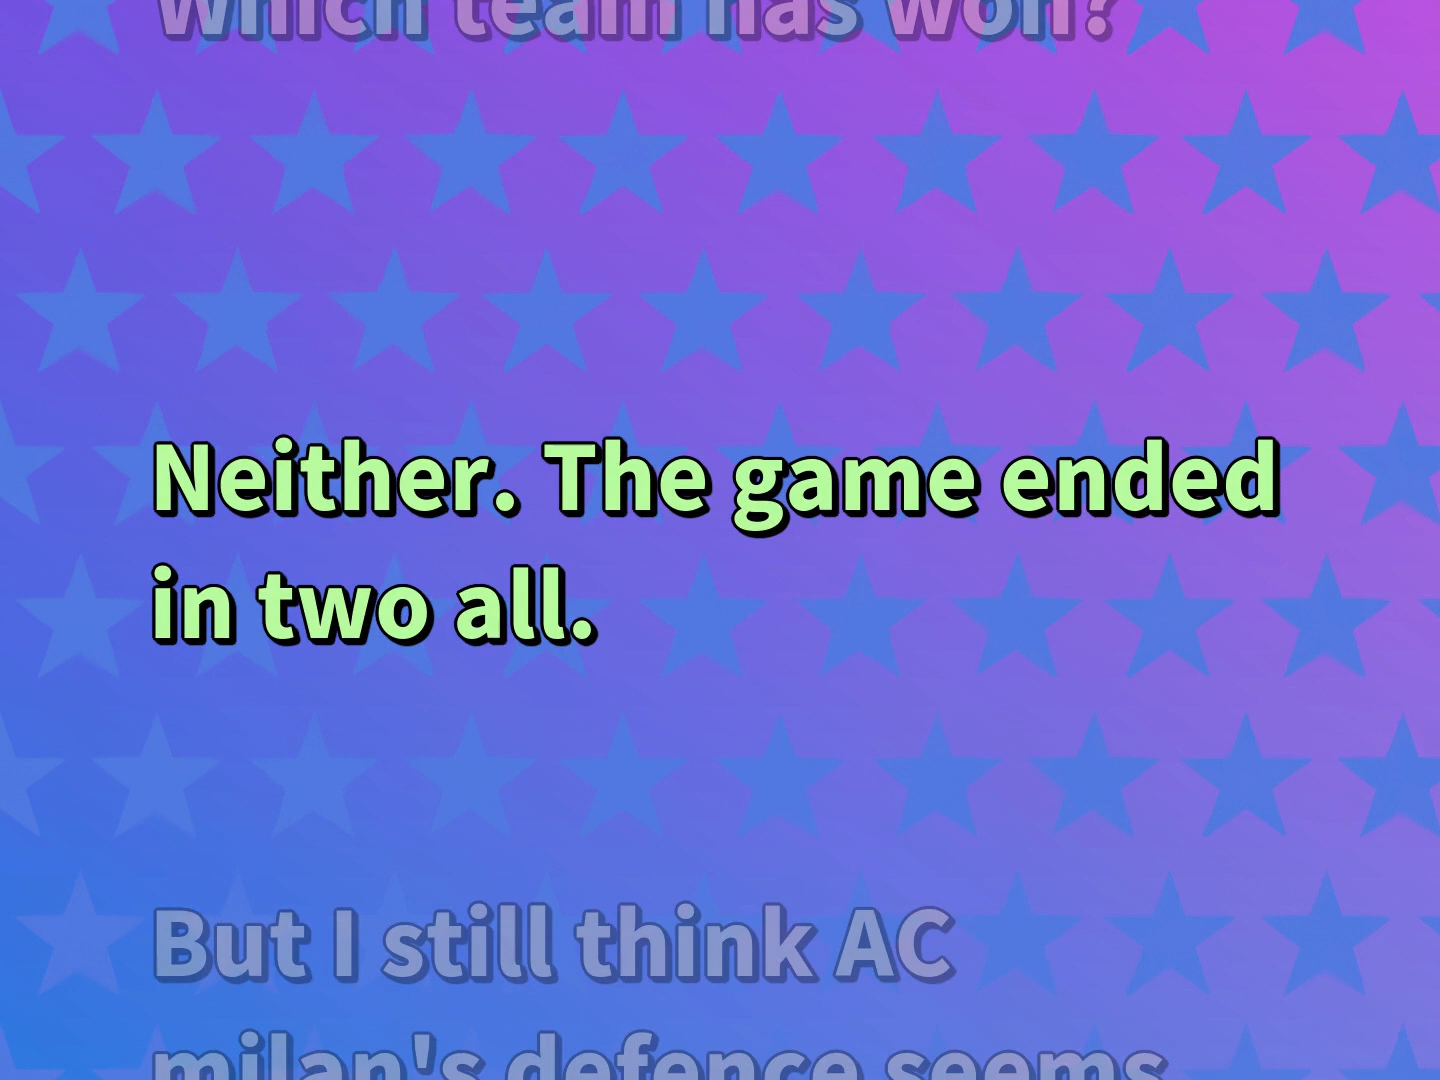 Which team has won?
Neither. The game ended
in two all.
But I still think AC
milan's defence seems